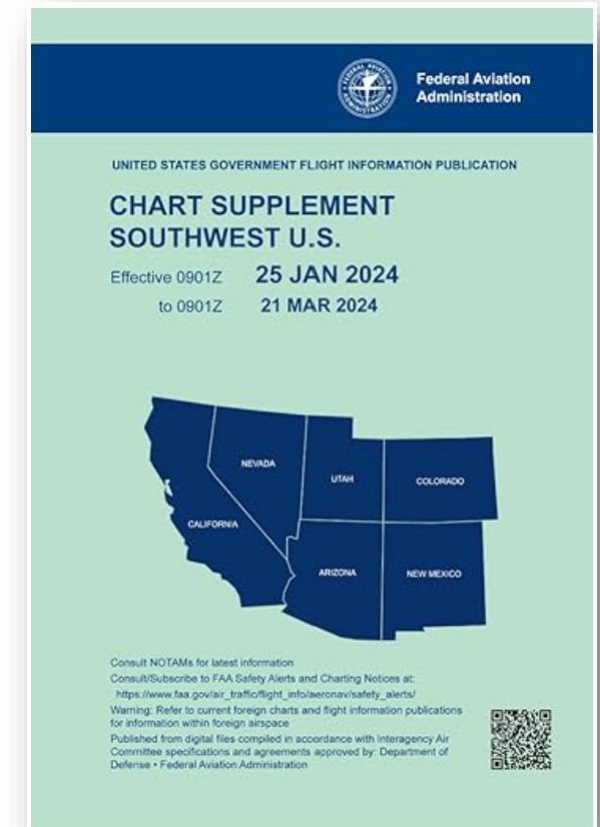 Federal Aviation
Administration
UNITED STATES GOVERNMENT FLIGHT INFORMATION PUBLICATION
CHART SUPPLEMENT
SOUTHWEST U.S.
Effective 0901Z 25 JAN 2024
to 0901Z 21 MAR 2024
NEVADA
UTAH
COLORADO
CALIFORNIA
ARIZONA
NEW MEXICO
Consult NOTAMs for latest information
Consult/Subscribe to FAA Safety Alerts and Charting Notices at:
https://www.faa.gov/air_traffic/flight_info/aeronav/safety_alerts/
Warning: Refer to current foreign charts and flight information publications
for information within foreign airspace
Published from digital files compiled in accordance with Interagency Air
Committee specifications and agreements approved by: Department of
Defense • Federal Aviation Administration